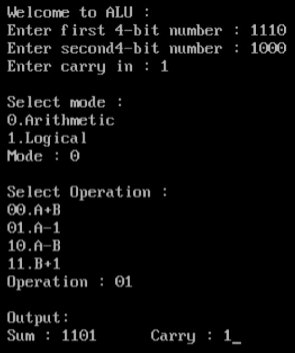 Welcome to ALU :
Enter first 4-bit number : 1110
Enter second4-bit number : 1000
Enter carry in : 1
Select mode :
0.Arithmetic
1.Logical
Mode : 0
Select Operation :
00.A+B
01.A-1
10.A-B
11.B+1
Operation : 01
Output:
Sum : 1101 Carry : 1_